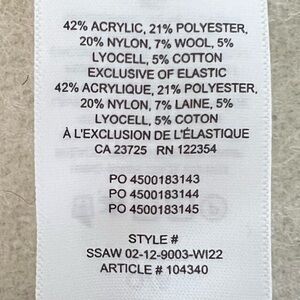 42% ACRYLIC, 21% POLYESTER,
20% NYLON, 7% WOOL, 5%
LYOCELL, 5% COTTON
EXCLUSIVE OF ELASTIC
42% ACRYLIQUE, 21% POLYESTER,
20% NYLON, 7% LAINE, 5%
LYOCELL, 5% COTON
À L'EXCLUSION DE L'ÉLASTIQUE
CA 23725 RN 122354
PO 4500183143
PO 4500183144
PO 4500183145
STYLE #
SSAW 02-12-9003-WI22
ARTICLE # 104340